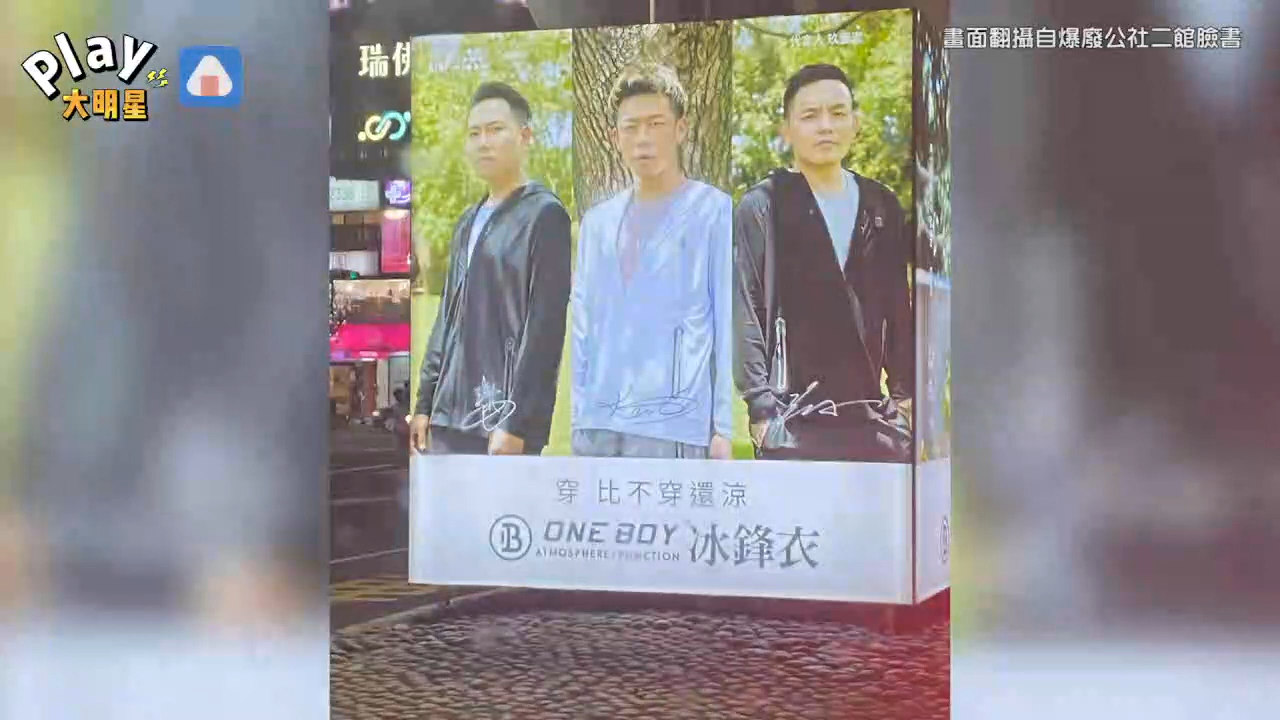 Play
大明星
畫面翻攝自爆廢公社二館臉書
瑞佛
穿 比不穿還涼
B ONE BOY 冰鋒衣
ATMOSPHERE FUNCTION